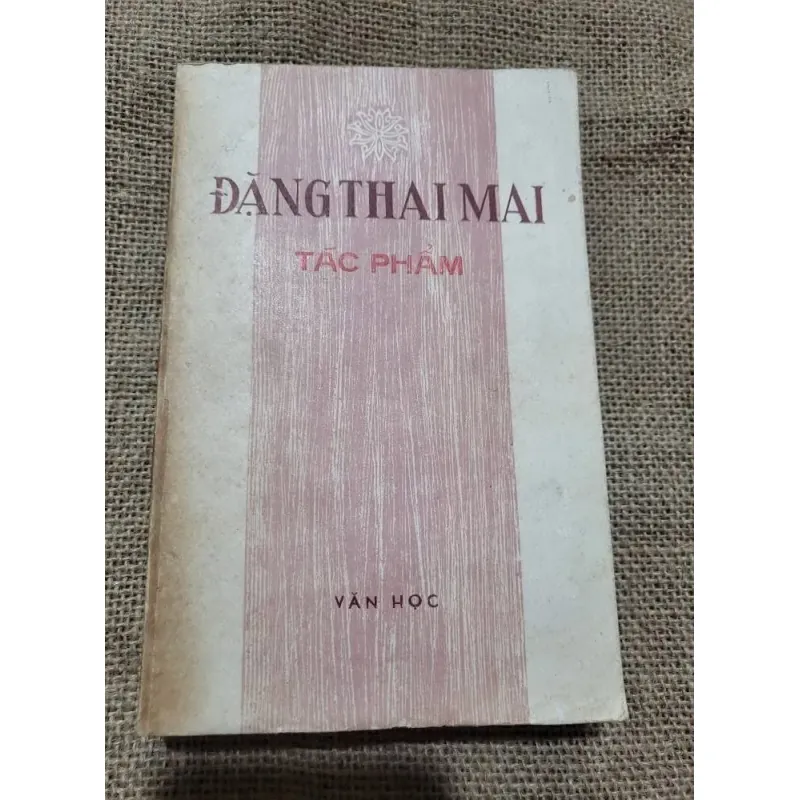 ĐẶNG THAI MAI
TÁC PHẨM
VĂN HỌC